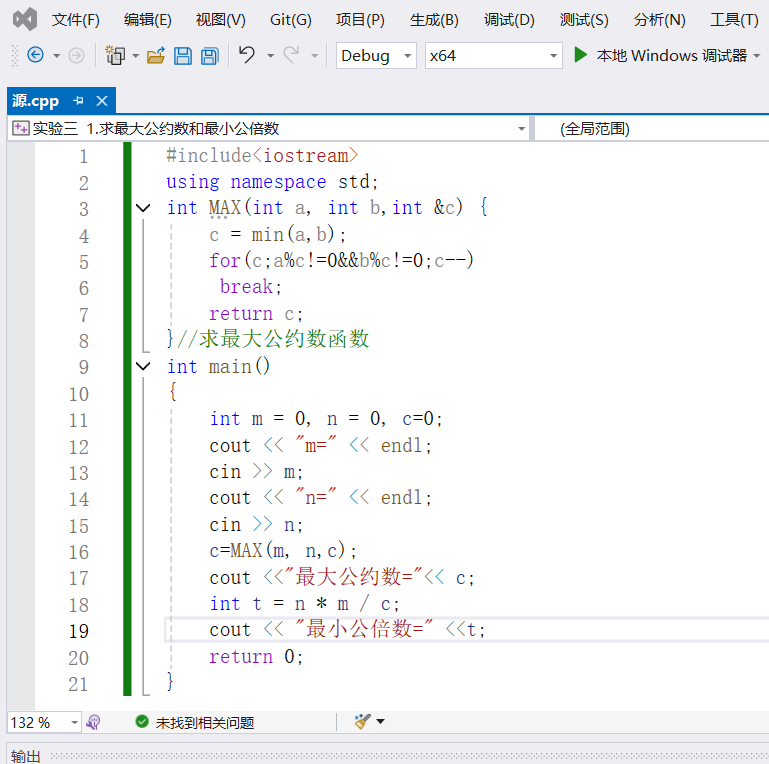 文件(F) 编辑(E) 视图(V) Git(G) 项目(P) 生成(B) 调试(D) 测试(S) 分析(N) 工具(T)
Debug x64 本地 Windows 调试器
源.cpp
实验三 1.求最大公约数和最小公倍数 (全局范围)
1 #include<iostream>
2 using namespace std;
3 int MAX(int a, int b,int &c) {
4 c = min(a,b);
5 for(c;a%c!=0&&b%c!=0;c--)
6 break;
7 return c;
8 }//求最大公约数函数
9 int main()
10 {
11 int m = 0, n = 0, c=0;
12 cout << "m=" << endl;
13 cin >> m;
14 cout << "n=" << endl;
15 cin >> n;
16 c=MAX(m, n,c);
17 cout <<"最大公约数="<< c;
18 int t = n * m / c;
19 cout << "最小公倍数=" <<t;
20 return 0;
21 }
132 % 未找到相关问题
输出